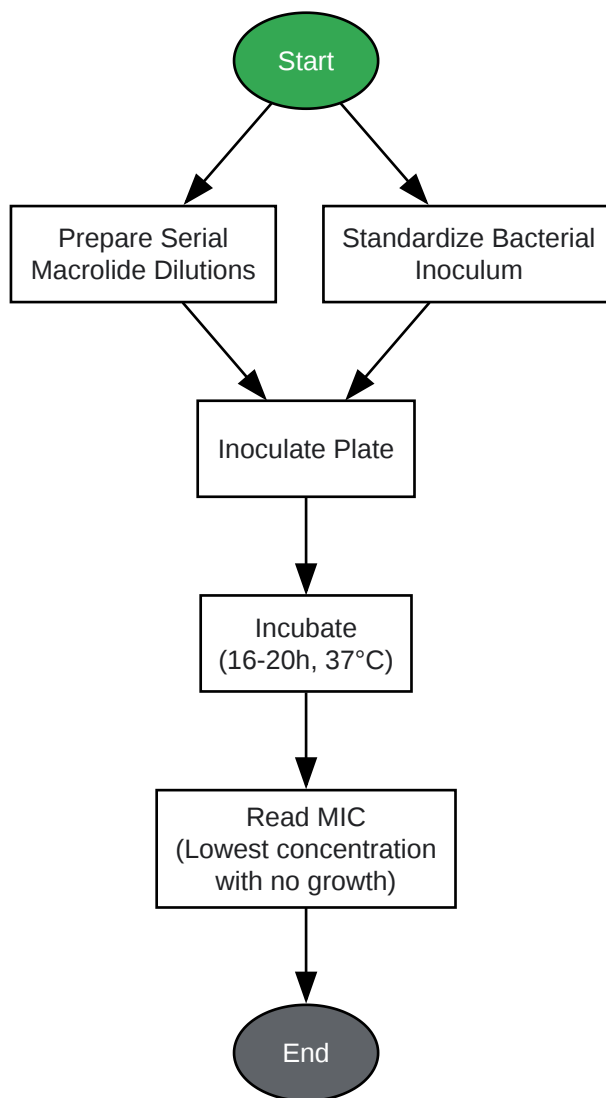 Start
Prepare Serial
Macrolide Dilutions
Standardize Bacterial
Inoculum
Inoculate Plate
Incubate
(16-20h, 37°C)
Read MIC
(Lowest concentration
with no growth)
End